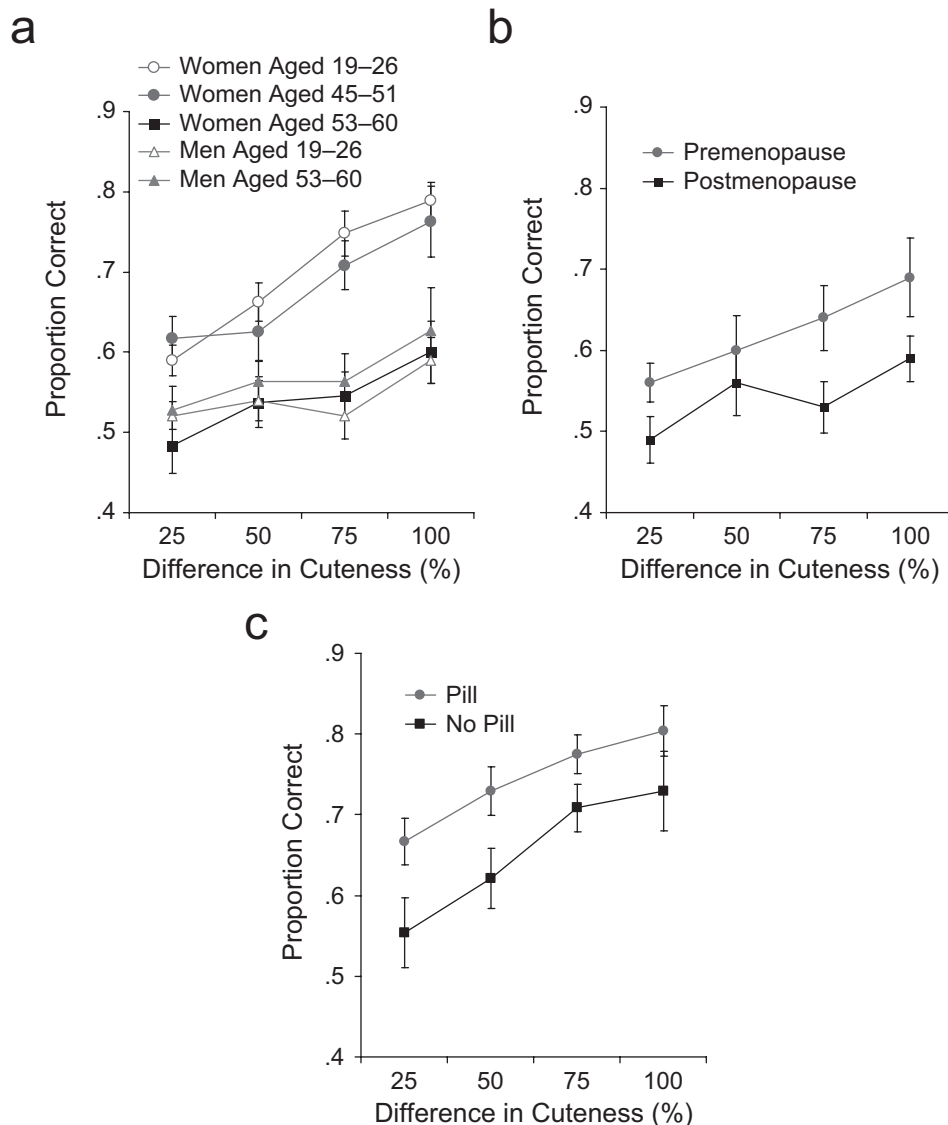 a
Women Aged 19–26
Women Aged 45–51
Women Aged 53–60
Men Aged 19–26
Men Aged 53–60
.9
.8
.7
.6
.5
.4
Proportion Correct
25 50 75 100
Difference in Cuteness (%)
b
Premenopause
Postmenopause
.9
.8
.7
.6
.5
.4
Proportion Correct
25 50 75 100
Difference in Cuteness (%)
c
Pill
No Pill
.9
.8
.7
.6
.5
.4
Proportion Correct
25 50 75 100
Difference in Cuteness (%)